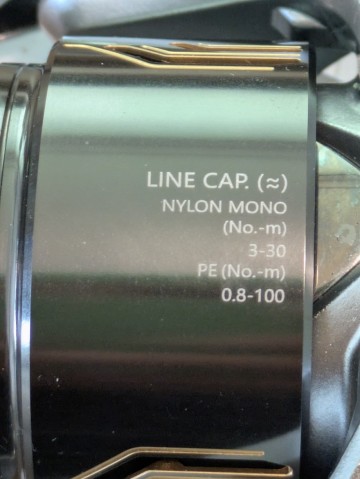 LINE CAP. (≈)
NYLON MONO
(No.-m)
3-30
PE (No.-m)
0.8-100